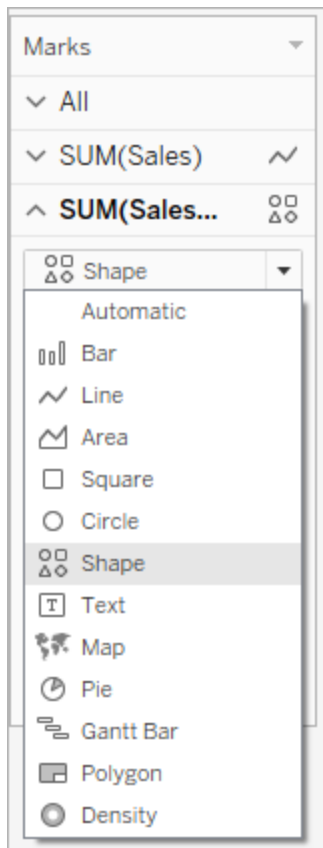 Marks
All
SUM(Sales)
SUM(Sales...
Shape
Automatic
Bar
Line
Area
Square
Circle
Shape
T Text
Map
Pie
Gantt Bar
Polygon
Density